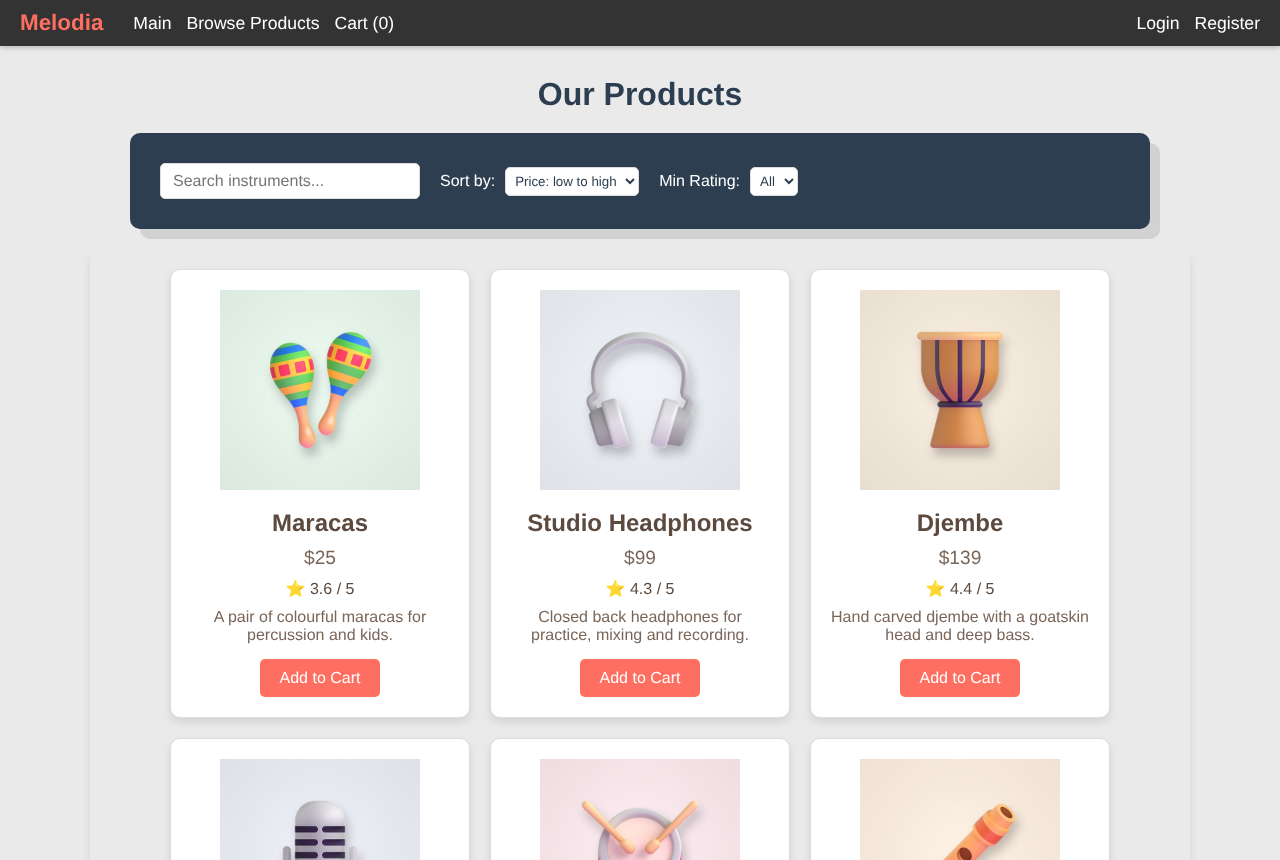 Melodia Main Browse Products Cart (0) Login Register
Our Products
Search instruments... Sort by: Price: low to high Min Rating: All
Maracas
$25
⭐ 3.6 / 5
A pair of colourful maracas for
percussion and kids.
Add to Cart
Studio Headphones
$99
⭐ 4.3 / 5
Closed back headphones for
practice, mixing and recording.
Add to Cart
Djembe
$139
⭐ 4.4 / 5
Hand carved djembe with a goatskin
head and deep bass.
Add to Cart